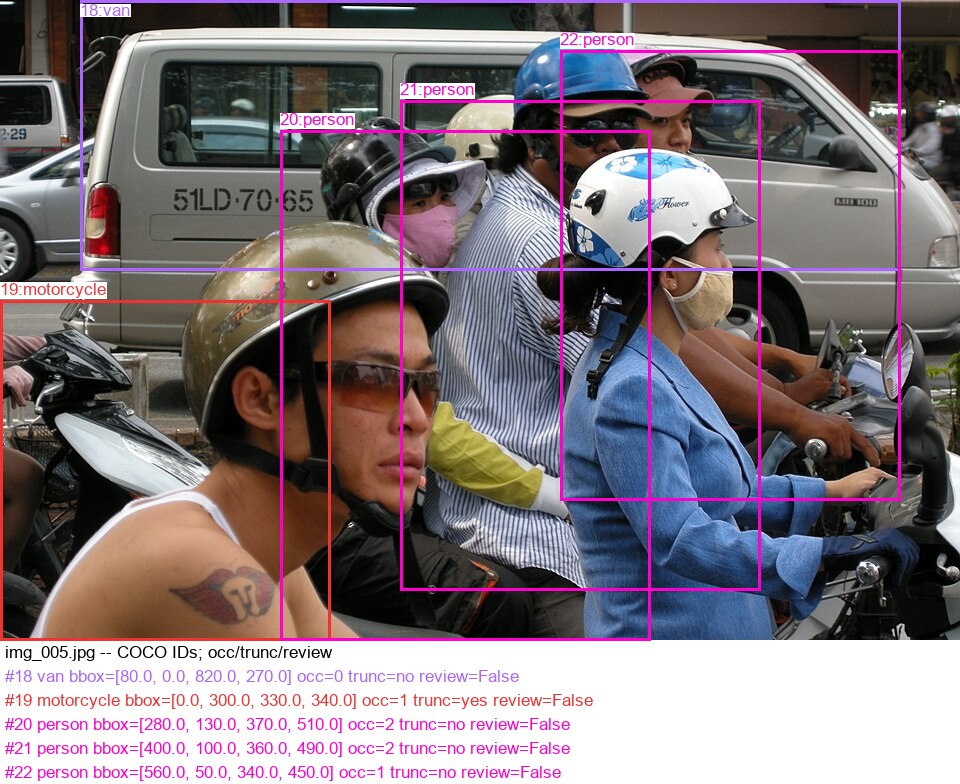 18:van
22:person
21:person
20:person
2-29
51LD·70·65
Flower
19:motorcycle
img_005.jpg -- COCO IDs; occ/trunc/review
#18 van bbox=[80.0, 0.0, 820.0, 270.0] occ=0 trunc=no review=False
#19 motorcycle bbox=[0.0, 300.0, 330.0, 340.0] occ=1 trunc=yes review=False
#20 person bbox=[280.0, 130.0, 370.0, 510.0] occ=2 trunc=no review=False
#21 person bbox=[400.0, 100.0, 360.0, 490.0] occ=2 trunc=no review=False
#22 person bbox=[560.0, 50.0, 340.0, 450.0] occ=1 trunc=no review=False